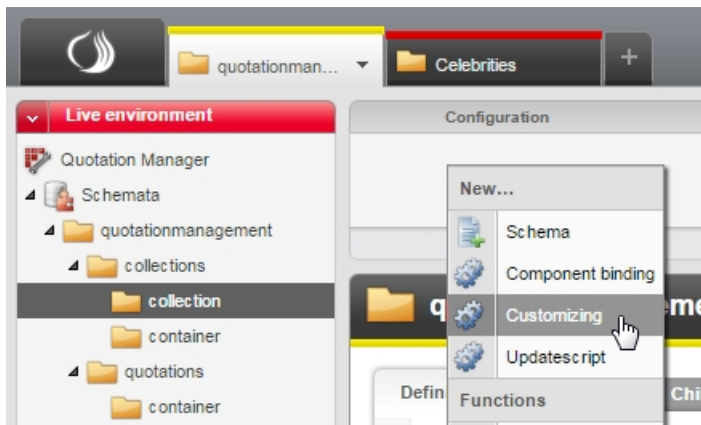 quotationman...
Celebrities
+
Live environment
Configuration
Quotation Manager
Schemata
quotationmanagement
collections
collection
container
quotations
container
New...
Schema
Component binding
Customizing
Updatescript
Functions
q
eme
Defin
Chi